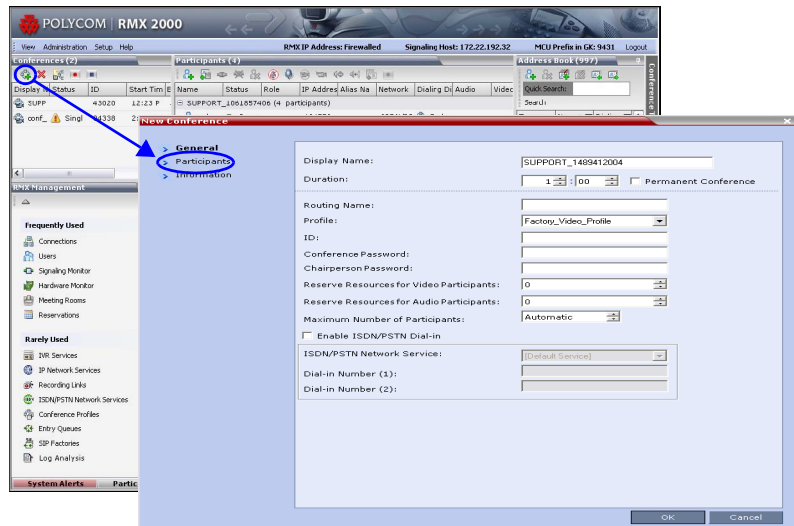 POLYCOM | RMX 2000
View Administration Setup Help RMX IP Address: Firewalled Signaling Host: 172.22.192.32 MCU Prefix in GK: 9431 Logout
Conferences (2) Participants (4) Address Book (997)
Conference
Quick Search:
Display N Status ID Start Tim E Name Status Role IP Addres Alias Na Network Dialing Di Audio Videc
Search
SUPP 43020 12:23 P SUPPORT_1061857406 (4 participants)
conf_ Singl 04338 2:
New Conference
General
Participants
Information
Display Name: SUPPORT_1489412004
Duration: 1 : 00 Permanent Conference
Routing Name:
Profile: Factory_Video_Profile
ID:
Conference Password:
Chairperson Password:
Reserve Resources for Video Participants: 0
Reserve Resources for Audio Participants: 0
Maximum Number of Participants: Automatic
Enable ISDN/PSTN Dial-in
ISDN/PSTN Network Service: [Default Service]
Dial-in Number (1):
Dial-in Number (2):
OK Cancel
RMX Management
Frequently Used
Connections
Users
Signaling Monitor
Hardware Monitor
Meeting Rooms
Reservations
Rarely Used
IVR Services
IP Network Services
Recording Links
ISDN/PSTN Network Services
Conference Profiles
Entry Queues
SIP Factories
Log Analysis
System Alerts Partic